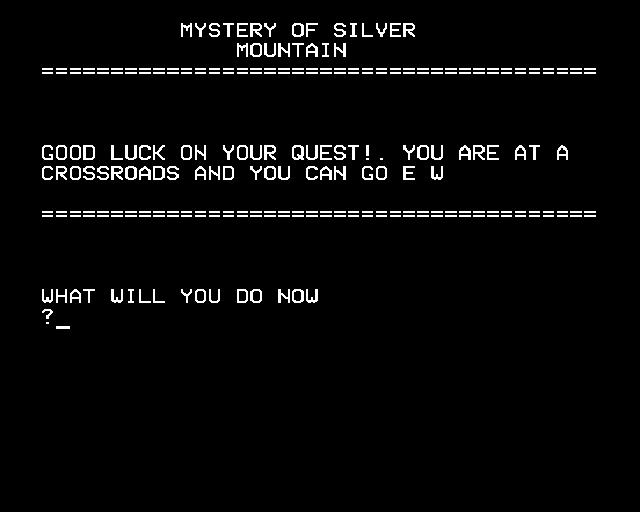 MYSTERY OF SILVER
MOUNTAIN
========================================
GOOD LUCK ON YOUR QUEST!. YOU ARE AT A
CROSSROADS AND YOU CAN GO E W
========================================
WHAT WILL YOU DO NOW
?_